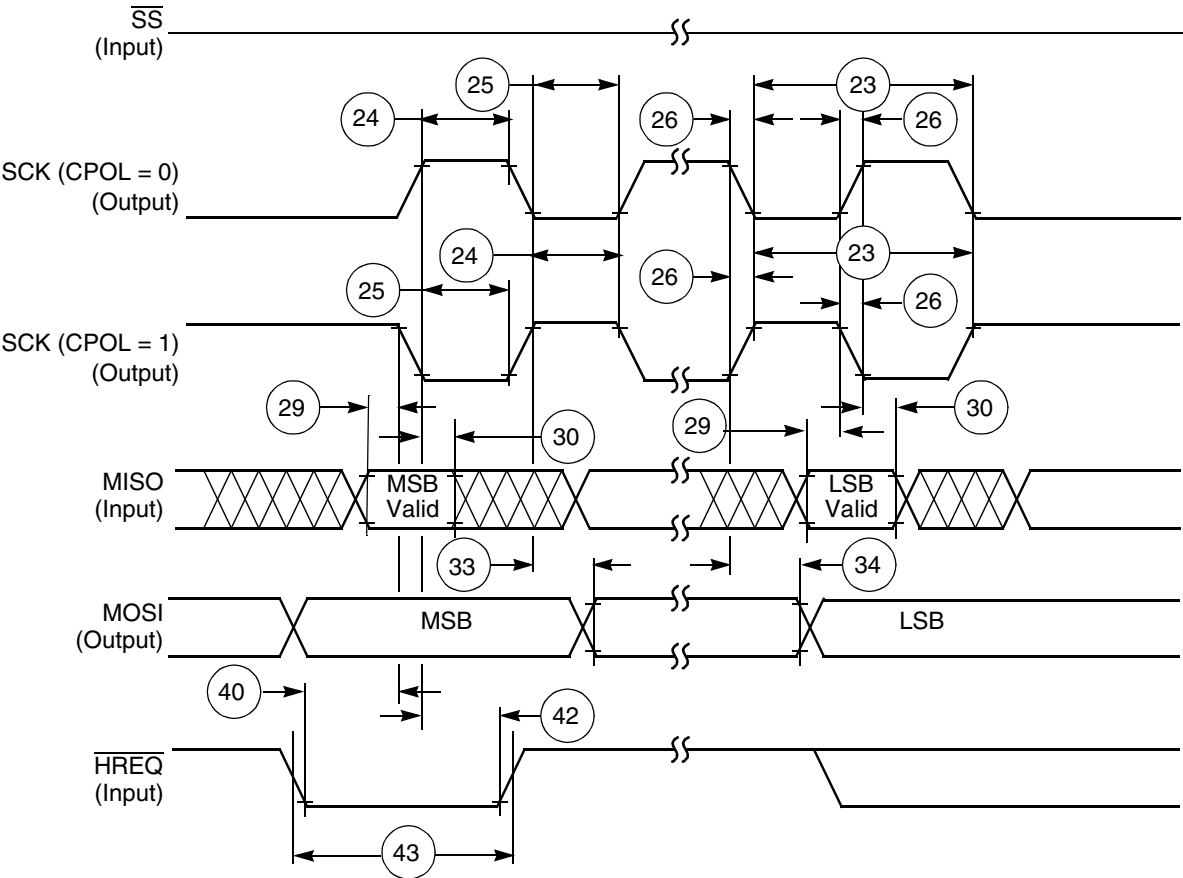 SS
(Input)
25
23
24
26
26
SCK (CPOL = 0)
(Output)
24
23
26
25
26
SCK (CPOL = 1)
(Output)
29
30
29
30
MISO
(Input)
MSB
Valid
LSB
Valid
33
34
MOSI
(Output)
MSB
LSB
40
42
HREQ
(Input)
43